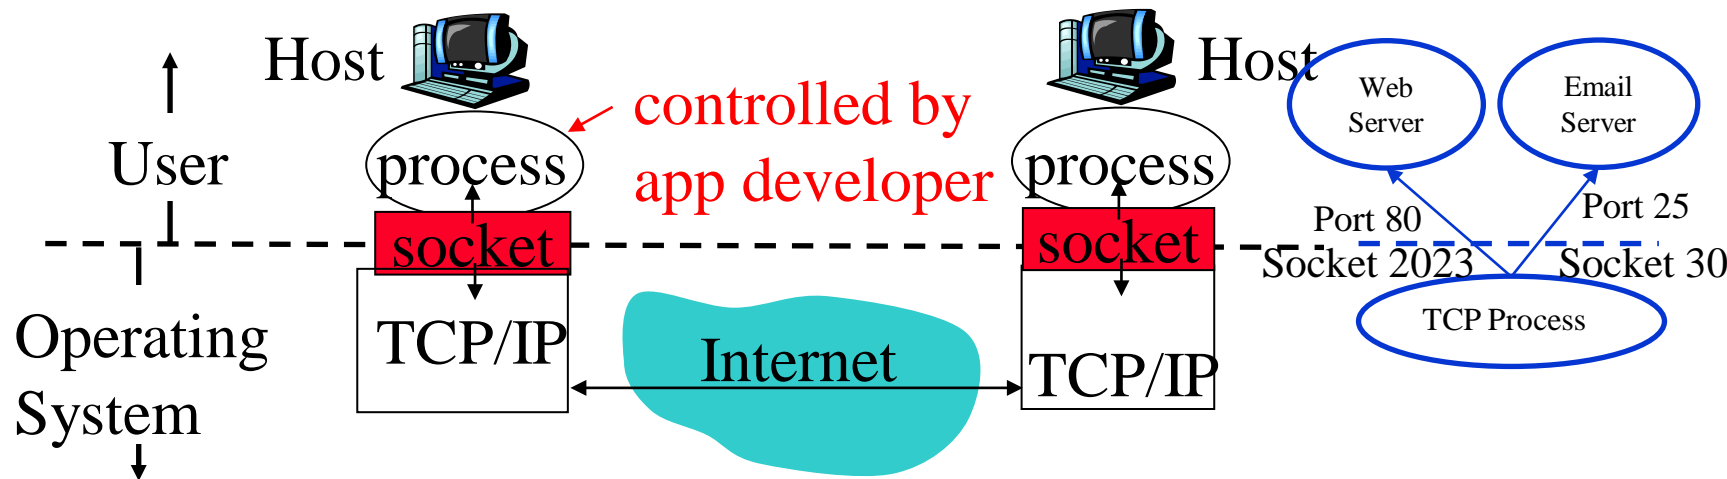 Host
controlled by
app developer
User
process
socket
Operating
System
TCP/IP
Internet
Host
process
socket
TCP/IP
Web
Server
Email
Server
Port 80
Port 25
Socket 2023
Socket 30
TCP Process